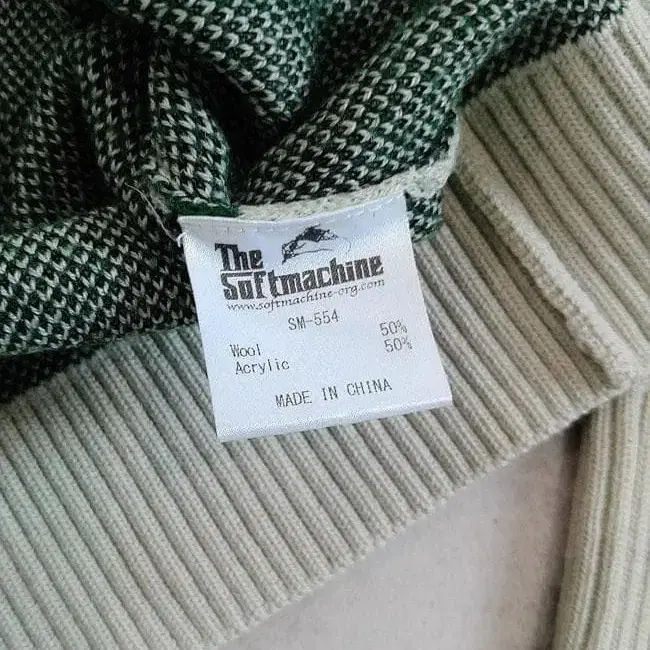 The
Softmachine
www.softmachine-org.com
SM-554
Wool 50%
Acrylic 50%
MADE IN CHINA